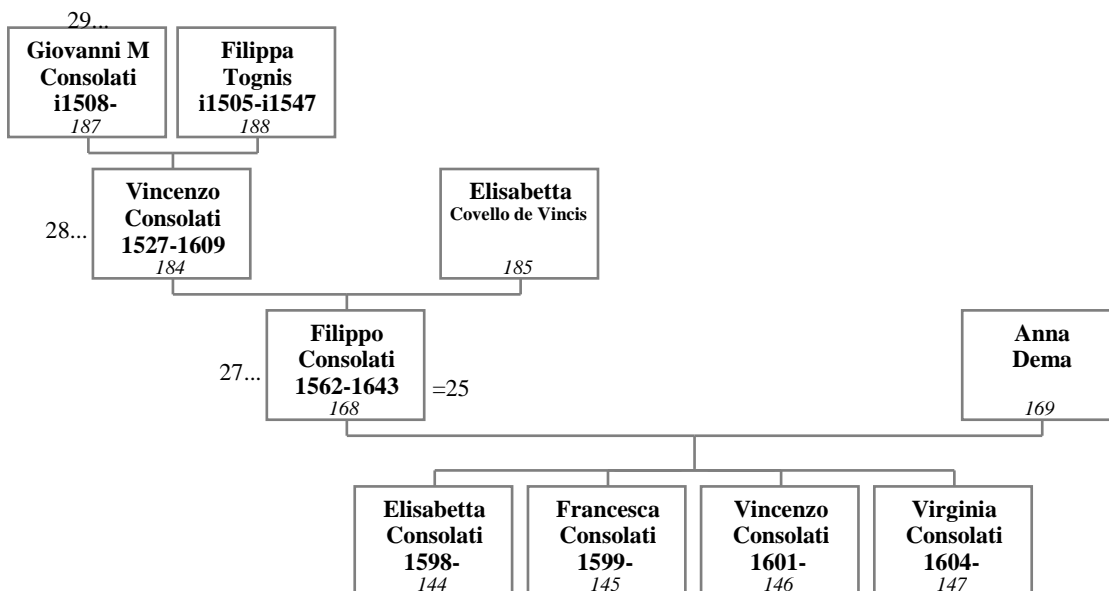 29...
Giovanni M
Consolati
i1508-
187
Filippa
Tognis
i1505-i1547
188
28...
Vincenzo
Consolati
1527-1609
184
Elisabetta
Covello de Vincis
185
27...
Filippo
Consolati
1562-1643
168
=25
Anna
Dema
169
Elisabetta
Consolati
1598-
144
Francesca
Consolati
1599-
145
Vincenzo
Consolati
1601-
146
Virginia
Consolati
1604-
147